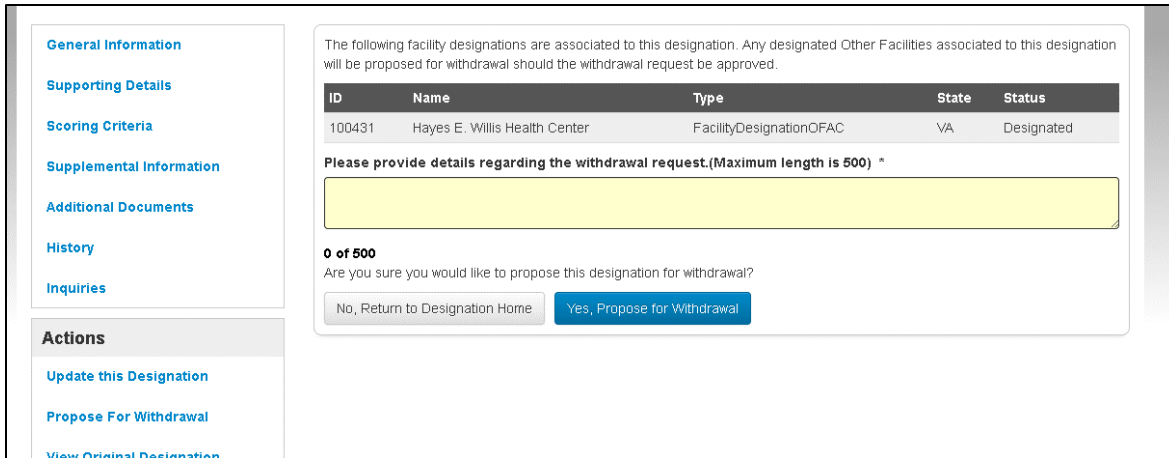 General Information
Supporting Details
Scoring Criteria
Supplemental Information
Additional Documents
History
Inquiries
Actions
Update this Designation
Propose For Withdrawal
View Original Designation
The following facility designations are associated to this designation. Any designated Other Facilities associated to this designation
will be proposed for withdrawal should the withdrawal request be approved.
ID Name Type State Status
100431 Hayes E. Willis Health Center FacilityDesignationOFAC VA Designated
Please provide details regarding the withdrawal request.(Maximum length is 500) *
0 of 500
Are you sure you would like to propose this designation for withdrawal?
No, Return to Designation Home Yes, Propose for Withdrawal